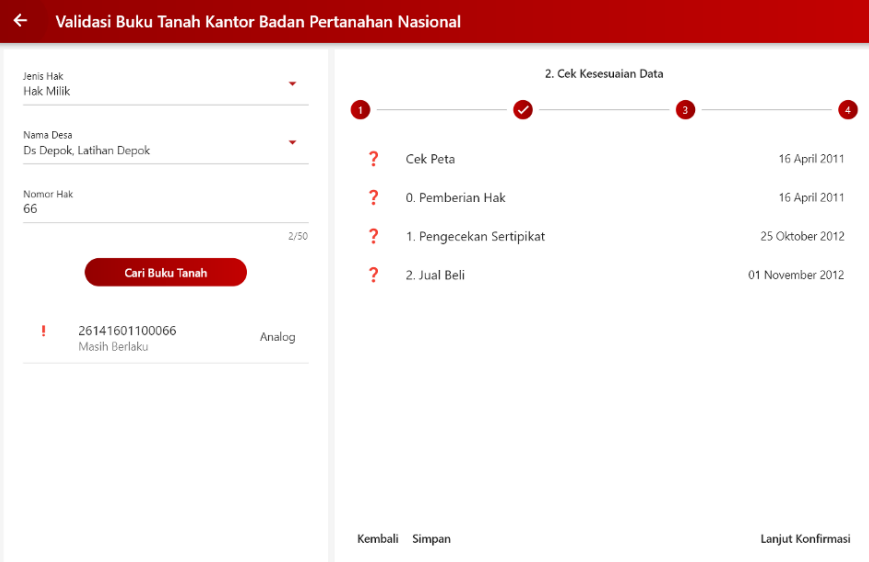 Validasi Buku Tanah Kantor Badan Pertanahan Nasional
Jenis Hak
Hak Milik
Nama Desa
Ds Depok, Latihan Depok
Nomor Hak
66
2/50
Cari Buku Tanah
26141601100066
Masih Berlaku
Analog
2. Cek Kesesuaian Data
1
3
4
Cek Peta
16 April 2011
0. Pemberian Hak
16 April 2011
1. Pengecekan Sertipikat
25 Oktober 2012
2. Jual Beli
01 November 2012
Kembali
Simpan
Lanjut Konfirmasi